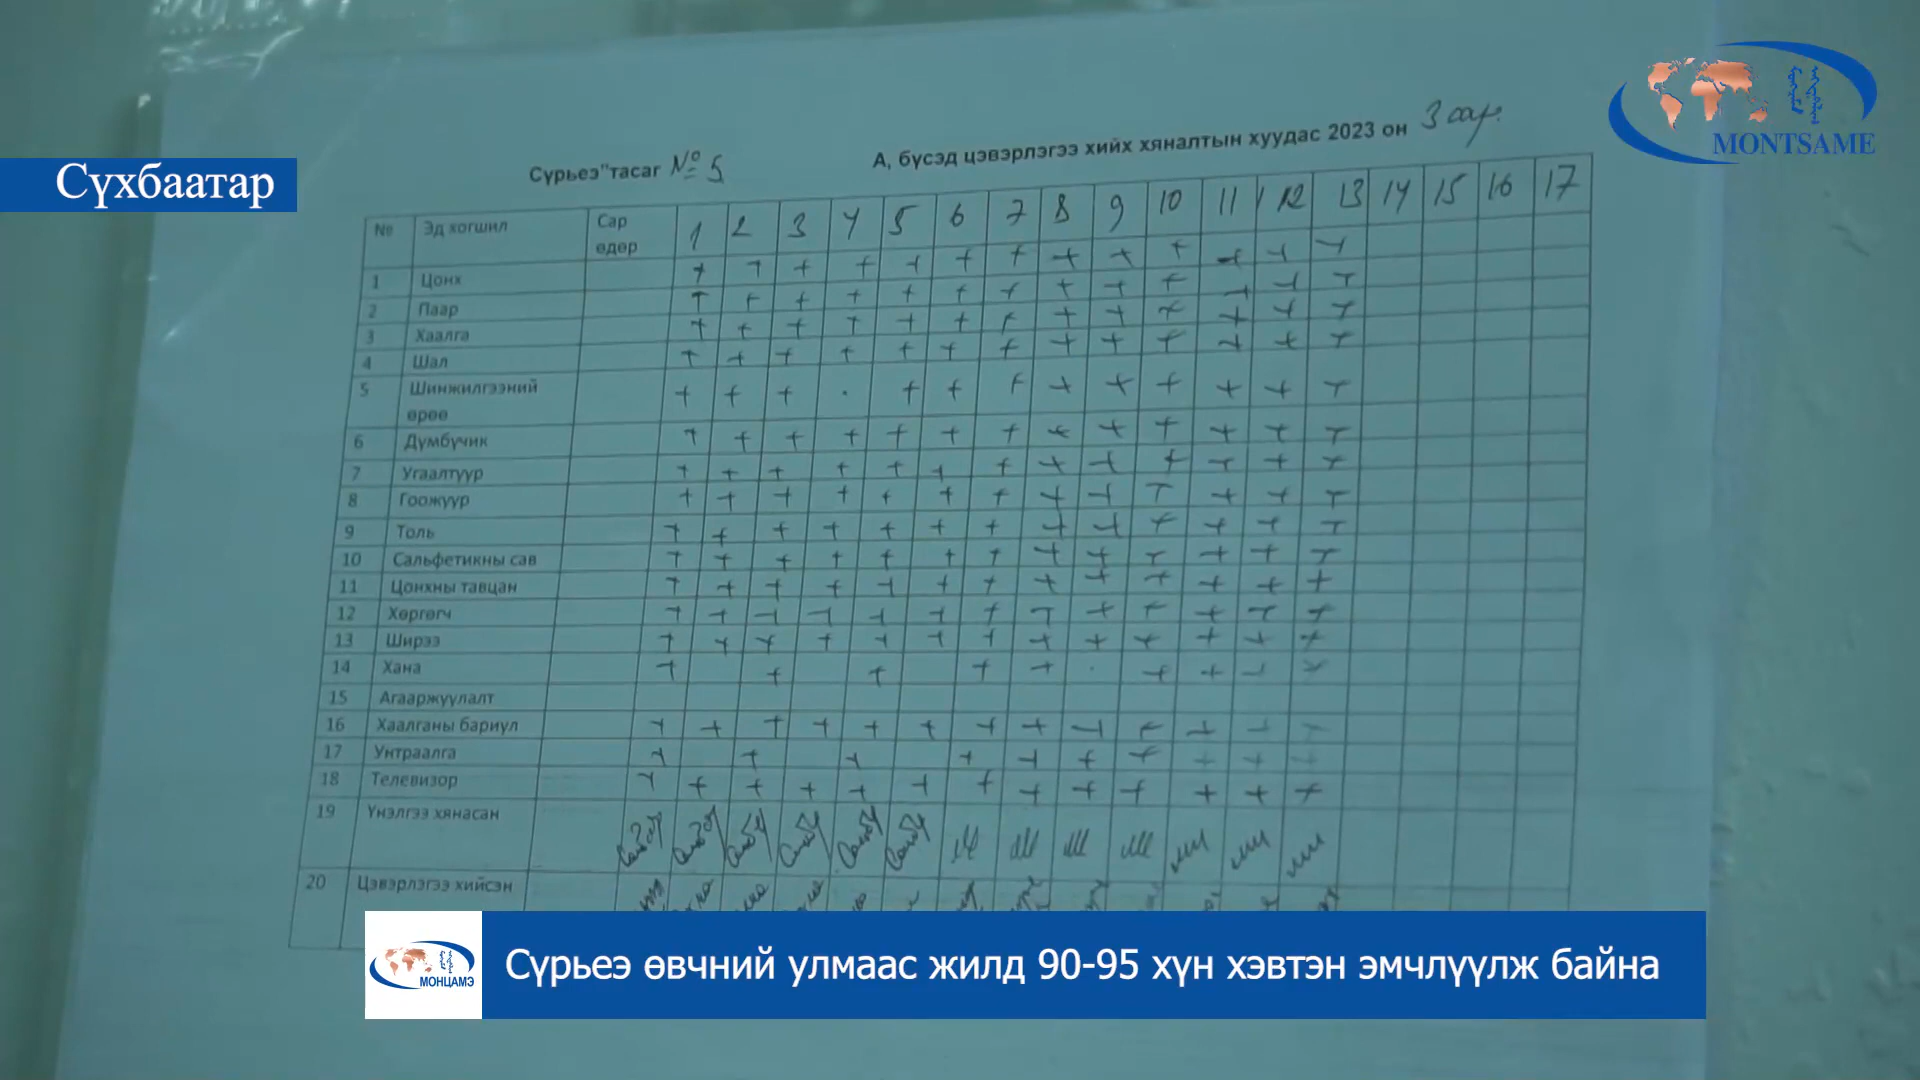 MONTSAME
Сүхбаатар
Сүрьеэ"тасаг № 5
А, бүсэд цэвэрлэгээ хийх хяналтын хуудас 2023 он 3 сар.
№ Эд хогшил Сар өдөр 1 2 3 4 5 6 7 8 9 10 11 12 13 14 15 16 17
1 Цонх + + + + + + + + + + + + +
2 Паар + + + + + + + + + + + + +
3 Хаалга + + + + + + + + + + + + +
4 Шал + + + + + + + + + + + + +
5 Шинжилгээний өрөө + + + . + + + + + + + + +
6 Дүмбүчик + + + + + + + + + + + + +
7 Угаалтуур + + + + + + + + + + + + +
8 Гоожуур + + + + + + + + + + + + +
9 Толь + + + + + + + + + + + + +
10 Сальфетикны сав + + + + + + + + + + + + +
11 Цонхны тавцан + + + + + + + + + + + + +
12 Хөргөгч + + + + + + + + + + + + +
13 Ширээ + + + + + + + + + + + + +
14 Хана + + + + + . + + + +
15 Агааржуулалт
16 Хаалганы бариул + + + + + + + + + + + + +
17 Унтраалга + + + + + + + + + +
18 Телевизор + + + + + + + + + + + + +
19 Үнэлгээ хянасан
20 Цэвэрлэгээ хийсэн
МОНЦАМЭ
Сүрьеэ өвчний улмаас жилд 90-95 хүн хэвтэн эмчлүүлж байна